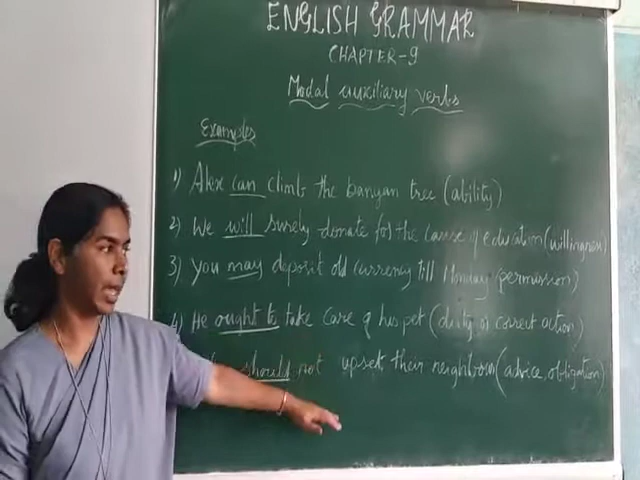 ENGLISH GRAMMAR
CHAPTER-9
Modal auxiliary verbs
Examples
1) Alex can climb the banyan tree (ability)
2) We will surely donate for the cause of education (willingness)
3) You may deposit old currency till Monday (permission)
4) He ought to take care of his pet (duty or correct action)
should not upset their neighbours (advice, obligation)